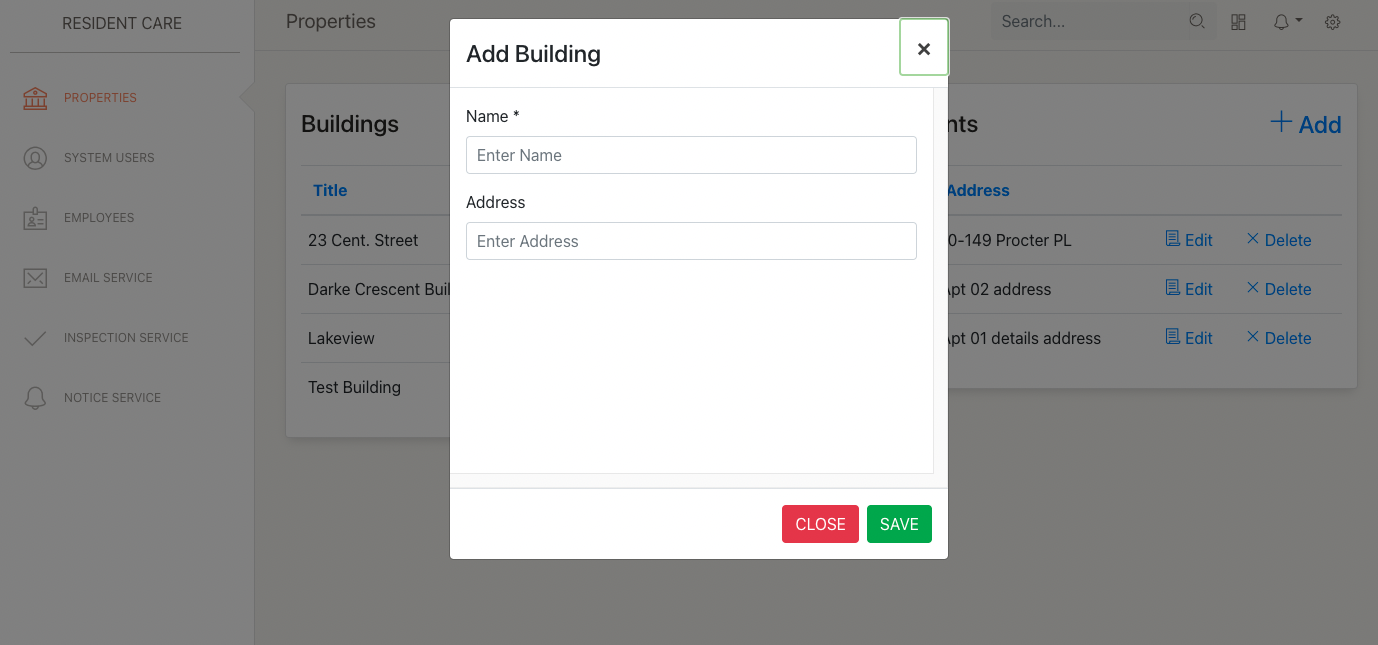 RESIDENT CARE
PROPERTIES
SYSTEM USERS
EMPLOYEES
EMAIL SERVICE
INSPECTION SERVICE
NOTICE SERVICE
Properties
Search...
Buildings
Title
23 Cent. Street
Darke Crescent Buil
Lakeview
Test Building
Add Building
×
Name *
Enter Name
Address
Enter Address
CLOSE
SAVE
nts
Add
Address
0-149 Procter PL
Edit
Delete
Apt 02 address
Edit
Delete
Apt 01 details address
Edit
Delete